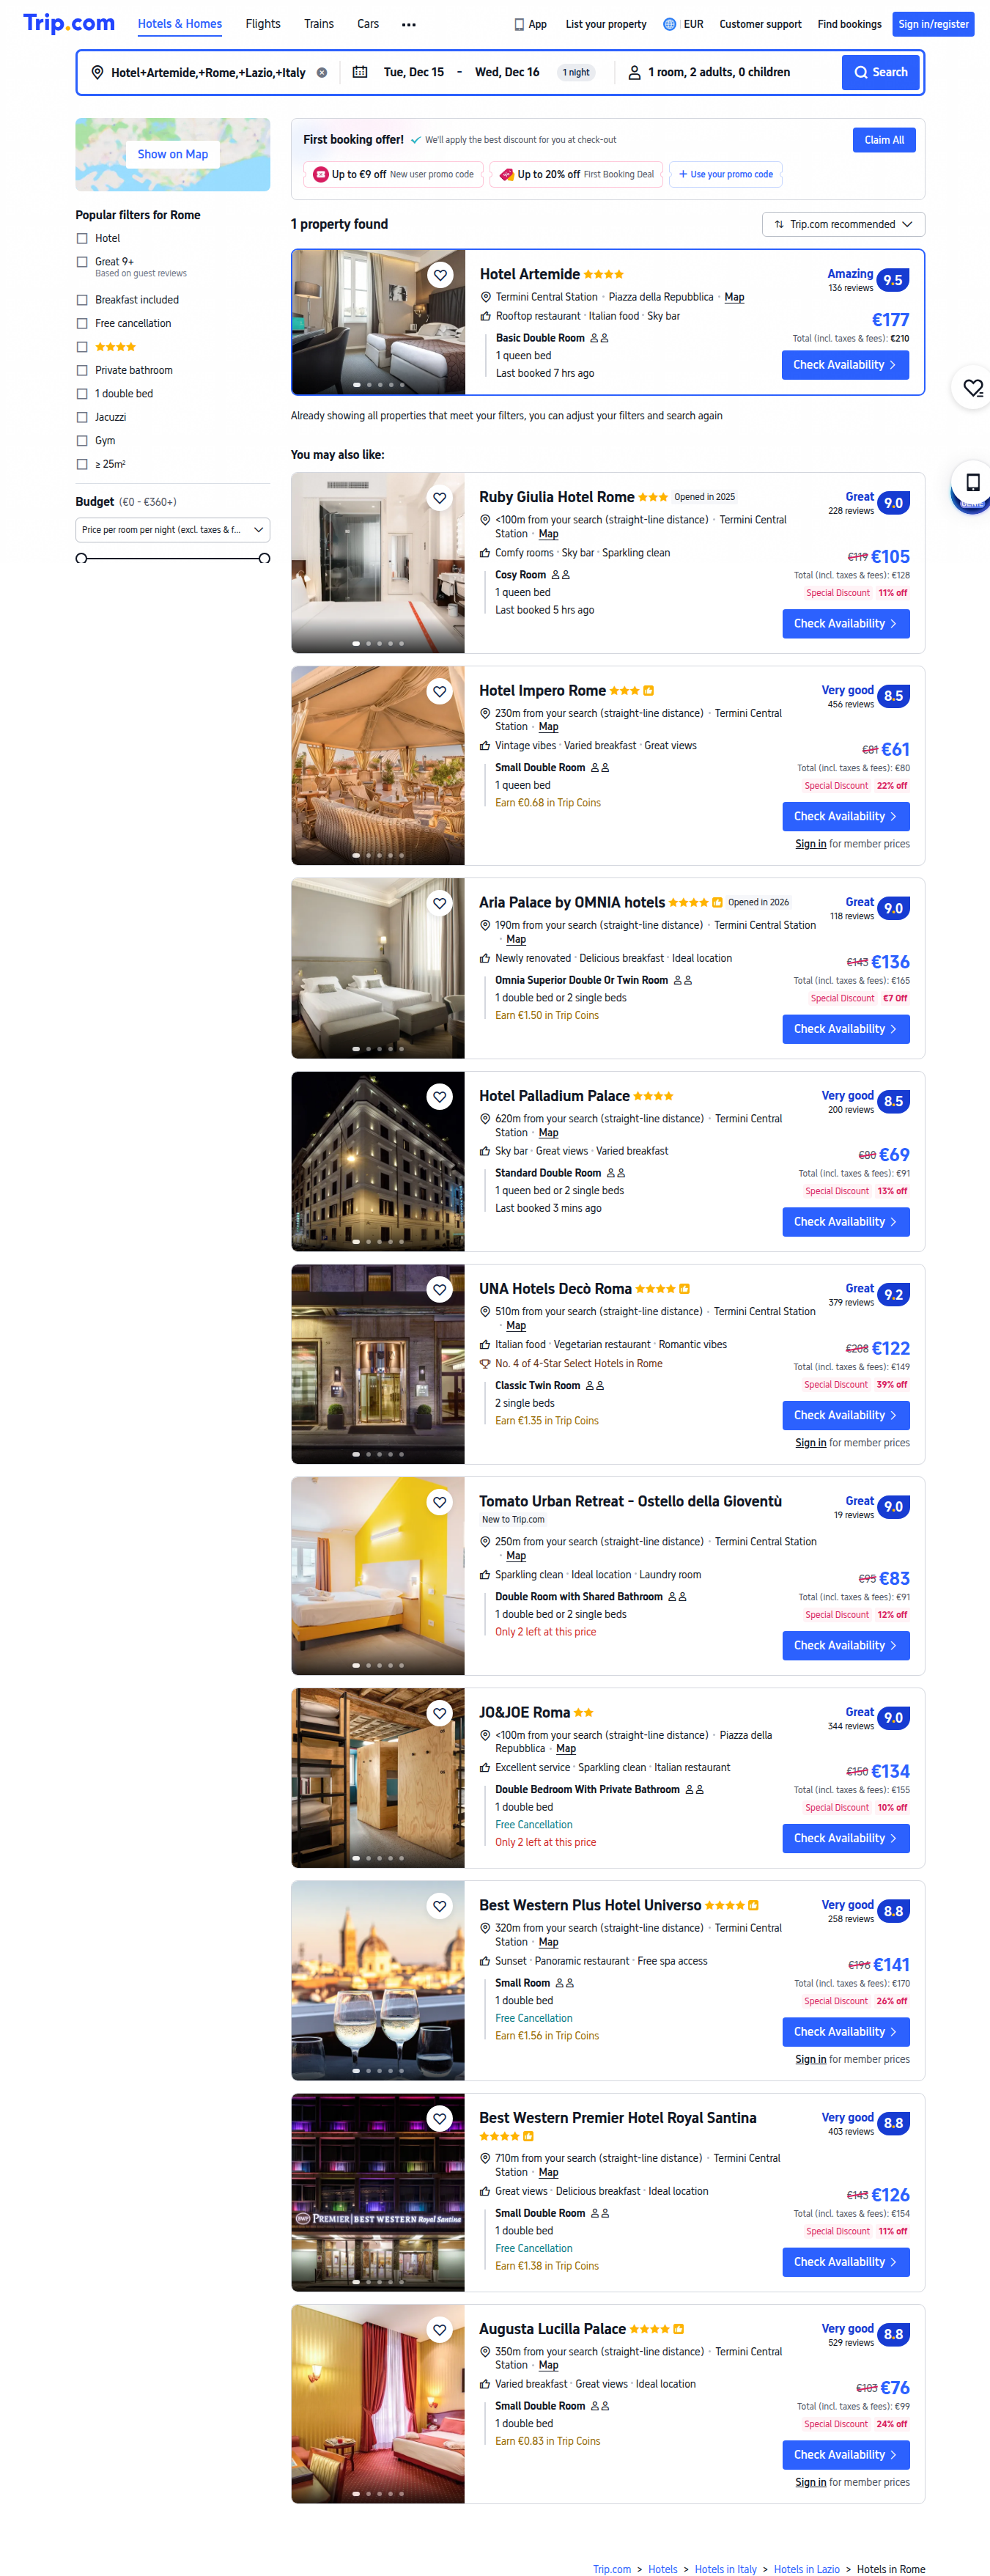 Trip.com
Hotels & Homes
Flights
Trains
Cars
App
List your property
EUR
Customer support
Find bookings
Sign in/register
Hotel+Artemide,+Rome,+Lazio,+Italy
Tue, Dec 15 - Wed, Dec 16
1 night
1 room, 2 adults, 0 children
Search
Show on Map
Popular filters for Rome
Hotel
Great 9+
Based on guest reviews
Breakfast included
Free cancellation
Private bathroom
1 double bed
Jacuzzi
Gym
≥ 25m²
Budget (€0 - €360+)
Price per room per night (excl. taxes & f...
First booking offer! We'll apply the best discount for you at check-out
Claim All
Up to €9 off New user promo code
Up to 20% off First Booking Deal
+ Use your promo code
1 property found
Trip.com recommended
Hotel Artemide
Amazing 9.5
136 reviews
Termini Central Station · Piazza della Repubblica · Map
Rooftop restaurant · Italian food · Sky bar
€177
Basic Double Room
Total (incl. taxes & fees): €210
1 queen bed
Last booked 7 hrs ago
Check Availability
Already showing all properties that meet your filters, you can adjust your filters and search again
You may also like:
Ruby Giulia Hotel Rome Opened in 2025
Great 9.0
228 reviews
<100m from your search (straight-line distance) · Termini Central
Station · Map
Comfy rooms · Sky bar · Sparkling clean
€119 €105
Cosy Room
Total (incl. taxes & fees): €128
1 queen bed
Special Discount 11% off
Last booked 5 hrs ago
Check Availability
Hotel Impero Rome
Very good 8.5
456 reviews
230m from your search (straight-line distance) · Termini Central
Station · Map
Vintage vibes · Varied breakfast · Great views
€81 €61
Small Double Room
Total (incl. taxes & fees): €80
1 queen bed
Special Discount 22% off
Earn €0.68 in Trip Coins
Check Availability
Sign in for member prices
Aria Palace by OMNIA hotels Opened in 2026
Great 9.0
118 reviews
190m from your search (straight-line distance) · Termini Central Station
· Map
Newly renovated · Delicious breakfast · Ideal location
€143 €136
Omnia Superior Double Or Twin Room
Total (incl. taxes & fees): €165
1 double bed or 2 single beds
Special Discount €7 Off
Earn €1.50 in Trip Coins
Check Availability
Hotel Palladium Palace
Very good 8.5
200 reviews
620m from your search (straight-line distance) · Termini Central
Station · Map
Sky bar · Great views · Varied breakfast
€80 €69
Standard Double Room
Total (incl. taxes & fees): €91
1 queen bed or 2 single beds
Special Discount 13% off
Last booked 3 mins ago
Check Availability
UNA Hotels Decò Roma
Great 9.2
379 reviews
510m from your search (straight-line distance) · Termini Central Station
· Map
Italian food · Vegetarian restaurant · Romantic vibes
€208 €122
No. 4 of 4-Star Select Hotels in Rome
Total (incl. taxes & fees): €149
Classic Twin Room
Special Discount 39% off
2 single beds
Earn €1.35 in Trip Coins
Check Availability
Sign in for member prices
Tomato Urban Retreat - Ostello della Gioventù
Great 9.0
19 reviews
New to Trip.com
250m from your search (straight-line distance) · Termini Central Station
· Map
Sparkling clean · Ideal location · Laundry room
€95 €83
Double Room with Shared Bathroom
Total (incl. taxes & fees): €91
1 double bed or 2 single beds
Special Discount 12% off
Only 2 left at this price
Check Availability
JO&JOE Roma
Great 9.0
344 reviews
<100m from your search (straight-line distance) · Piazza della
Repubblica · Map
Excellent service · Sparkling clean · Italian restaurant
€150 €134
Double Bedroom With Private Bathroom
Total (incl. taxes & fees): €155
1 double bed
Special Discount 10% off
Free Cancellation
Only 2 left at this price
Check Availability
Best Western Plus Hotel Universo
Very good 8.8
258 reviews
320m from your search (straight-line distance) · Termini Central
Station · Map
Sunset · Panoramic restaurant · Free spa access
€196 €141
Small Room
Total (incl. taxes & fees): €170
1 double bed
Special Discount 26% off
Free Cancellation
Earn €1.56 in Trip Coins
Check Availability
Sign in for member prices
PREMIER BEST WESTERN Royal Santina
Best Western Premier Hotel Royal Santina
Very good 8.8
403 reviews
710m from your search (straight-line distance) · Termini Central
Station · Map
Great views · Delicious breakfast · Ideal location
€143 €126
Small Double Room
Total (incl. taxes & fees): €154
1 double bed
Special Discount 11% off
Free Cancellation
Earn €1.38 in Trip Coins
Check Availability
Augusta Lucilla Palace
Very good 8.8
529 reviews
350m from your search (straight-line distance) · Termini Central
Station · Map
Varied breakfast · Great views · Ideal location
€103 €76
Small Double Room
Total (incl. taxes & fees): €99
1 double bed
Special Discount 24% off
Earn €0.83 in Trip Coins
Check Availability
Sign in for member prices
Trip.com > Hotels > Hotels in Italy > Hotels in Lazio > Hotels in Rome